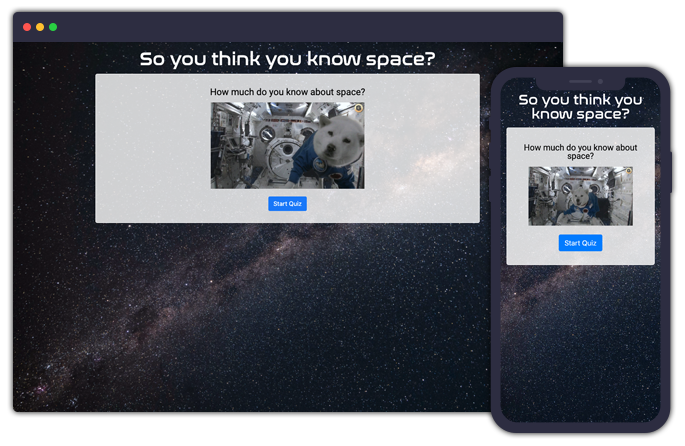 So you think you know space?
How much do you know about space?
Start Quiz
So you think you
know space?
How much do you know about
space?
Start Quiz